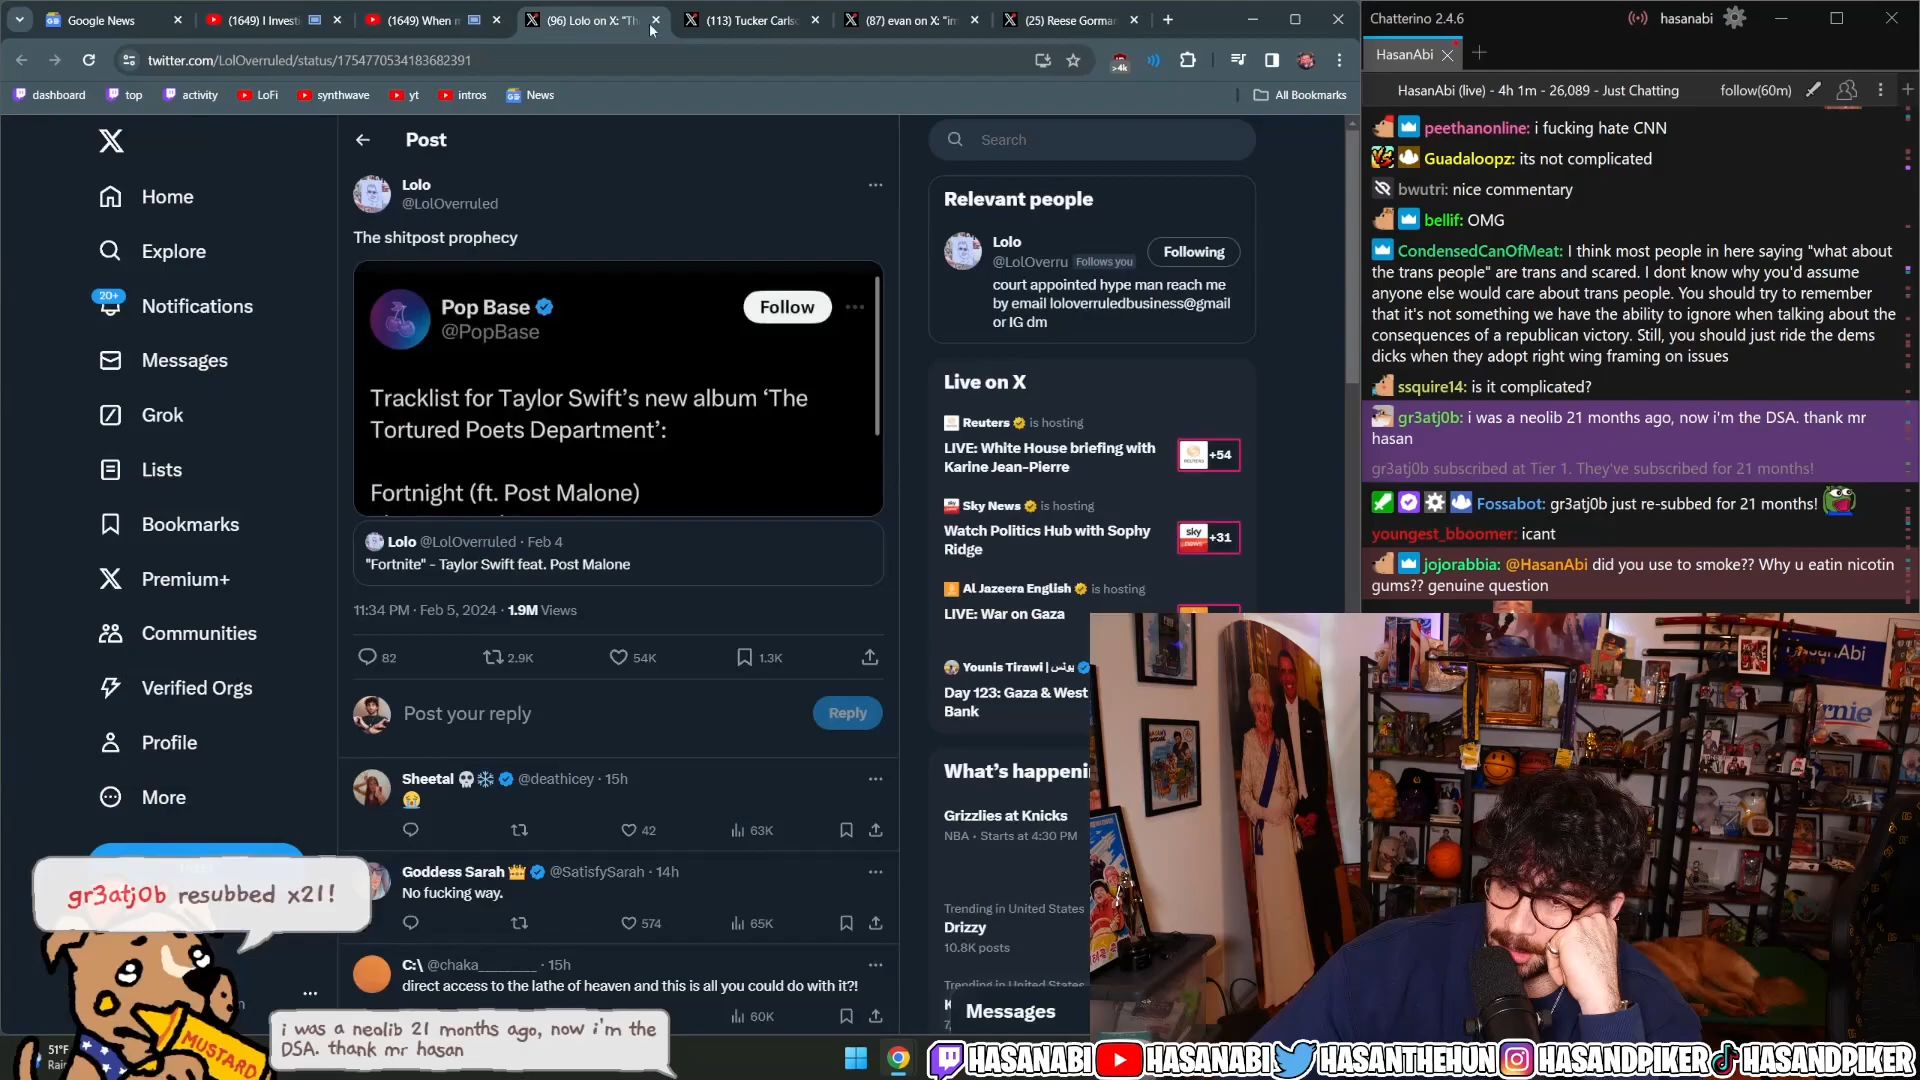 Google News
(1649) I Investi
(1649) When m
(96) Lolo on X: "Th
(113) Tucker Carls
(87) evan on X: "im
(25) Reese Gorman
twitter.com/LolOverruled/status/1754770534183682391
>4k
dashboard
top
activity
LoFi
synthwave
yt
intros
News
All Bookmarks
Home
Explore
20+
Notifications
Messages
Grok
Lists
Bookmarks
Premium+
Communities
Verified Orgs
Profile
More
Post
Lolo
@LolOverruled
The shitpost prophecy
Pop Base
@PopBase
Follow
Tracklist for Taylor Swift's new album ‘The
Tortured Poets Department’:
Fortnight (ft. Post Malone)
Lolo @LolOverruled · Feb 4
"Fortnite" - Taylor Swift feat. Post Malone
11:34 PM · Feb 5, 2024 · 1.9M Views
82
2.9K
54K
1.3K
Post your reply
Reply
Sheetal @deathicey · 15h
42
63K
Goddess Sarah @SatisfySarah · 14h
No fucking way.
574
65K
C:\ @chaka________ · 15h
direct access to the lathe of heaven and this is all you could do with it?!
60K
Search
Relevant people
Lolo
@LolOverru Follows you
Following
court appointed hype man reach me
by email loloverruledbusiness@gmail
or IG dm
Live on X
Reuters is hosting
LIVE: White House briefing with
Karine Jean-Pierre
REUTERS
+54
Sky News is hosting
Watch Politics Hub with Sophy
Ridge
sky
+31
Al Jazeera English is hosting
LIVE: War on Gaza
Younis Tirawi | يونس
Day 123: Gaza & West
Bank
What's happeni
Grizzlies at Knicks
NBA · Starts at 4:30 PM
Trending in United States
Drizzy
10.8K posts
Trending in United States
Messages
Chatterino 2.4.6
hasanabi
HasanAbi
HasanAbi (live) - 4h 1m - 26,089 - Just Chatting
follow(60m)
peethanonline: i fucking hate CNN
Guadaloopz: its not complicated
bwutri: nice commentary
bellif: OMG
CondensedCanOfMeat: I think most people in here saying "what about
the trans people" are trans and scared. I dont know why you'd assume
anyone else would care about trans people. You should try to remember
that it's not something we have the ability to ignore when talking about the
consequences of a republican victory. Still, you should just ride the dems
dicks when they adopt right wing framing on issues
ssquire14: is it complicated?
gr3atj0b: i was a neolib 21 months ago, now i'm the DSA. thank mr
hasan
gr3atj0b subscribed at Tier 1. They've subscribed for 21 months!
Fossabot: gr3atj0b just re-subbed for 21 months!
youngest_bboomer: icant
jojorabbia: @HasanAbi did you use to smoke?? Why u eatin nicotin
gums?? genuine question
gr3atj0b resubbed x21!
MUSTARD
i was a neolib 21 months ago, now i'm the
DSA. thank mr hasan
51°F
Rai
HASANABI
HASANABI
HASANTHEHUN
HASANDPIKER
HASANDPIKER